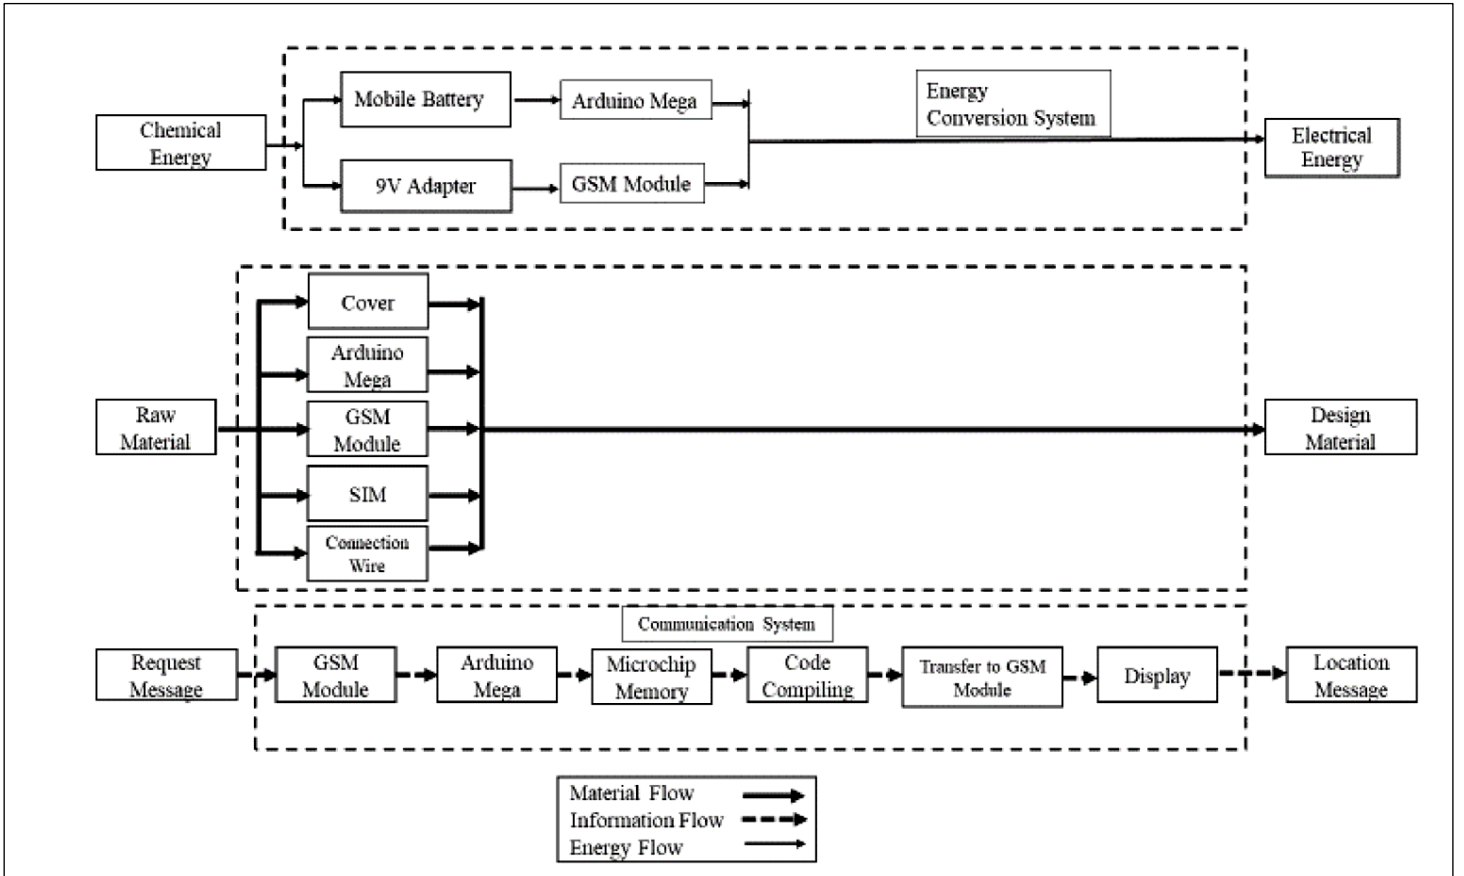 Mobile Battery
Arduino Mega
Energy
Conversion System
Chemical
Energy
Electrical
Energy
9V Adapter
GSM Module
Cover
Arduino
Mega
Raw
Material
GSM
Module
Design
Material
SIM
Connection
Wire
Communication System
Request
Message
GSM
Module
Arduino
Mega
Microchip
Memory
Code
Compiling
Transfer to GSM
Module
Display
Location
Message
Material Flow
Information Flow
Energy Flow